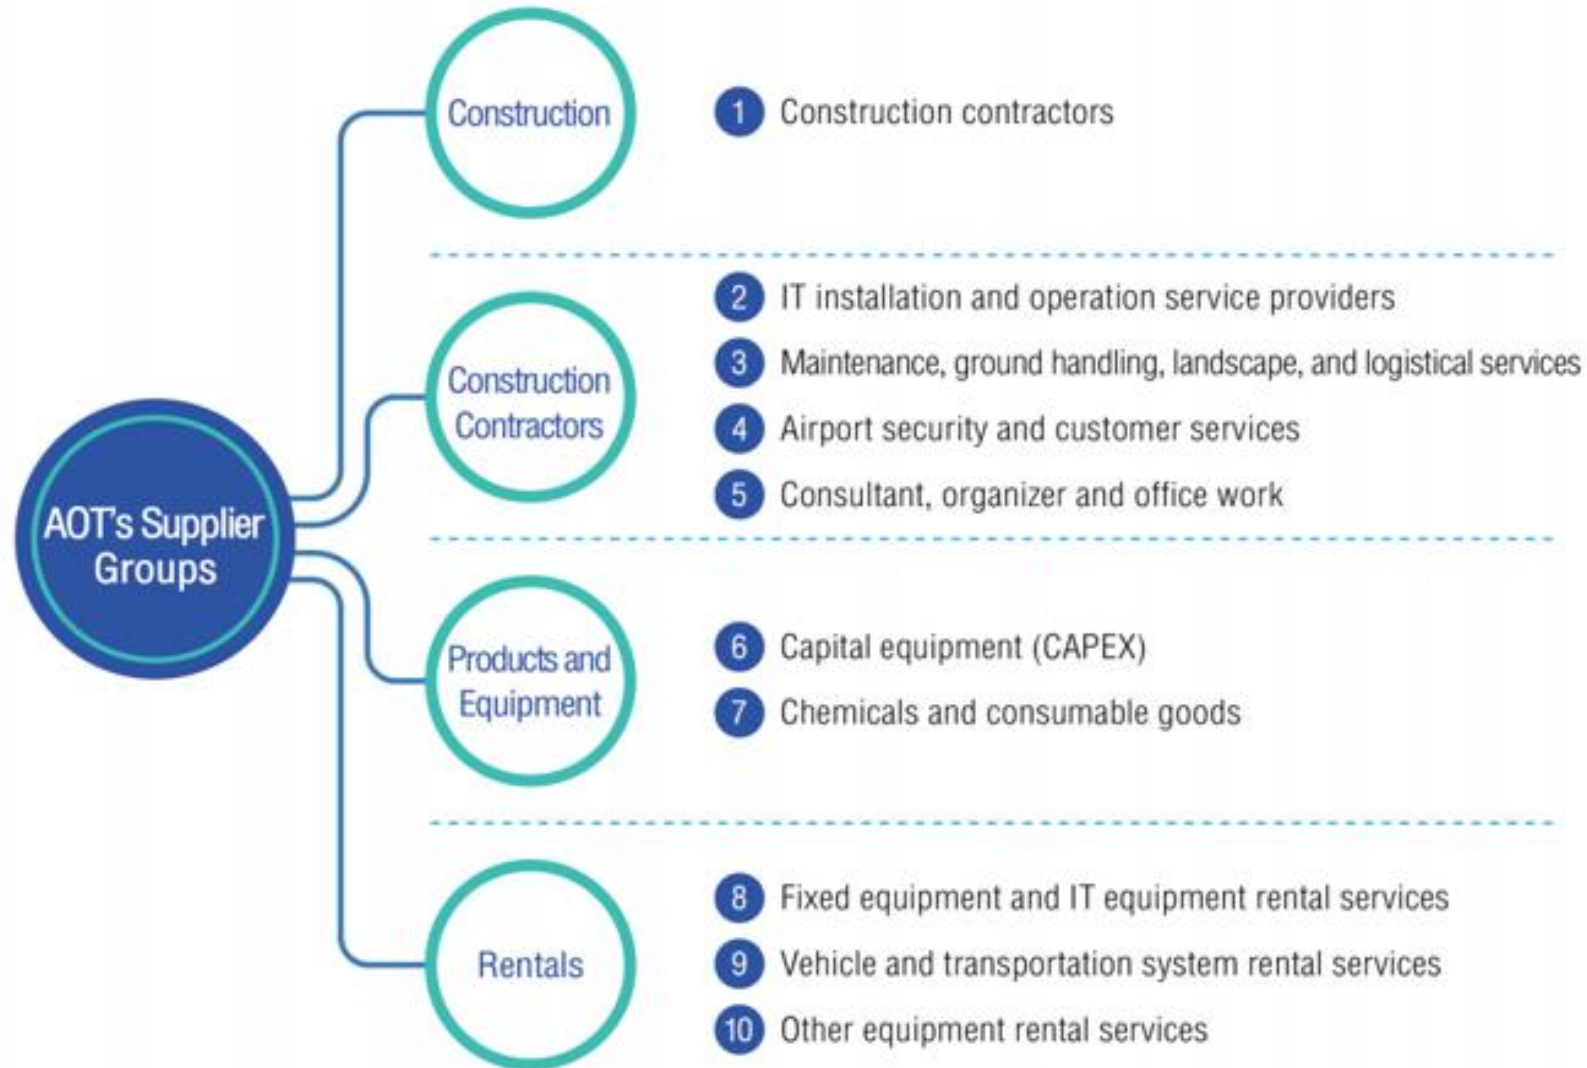 AOT's Supplier
Groups
Construction
1 Construction contractors
Construction
Contractors
2 IT installation and operation service providers
3 Maintenance, ground handling, landscape, and logistical services
4 Airport security and customer services
5 Consultant, organizer and office work
Products and
Equipment
6 Capital equipment (CAPEX)
7 Chemicals and consumable goods
Rentals
8 Fixed equipment and IT equipment rental services
9 Vehicle and transportation system rental services
10 Other equipment rental services